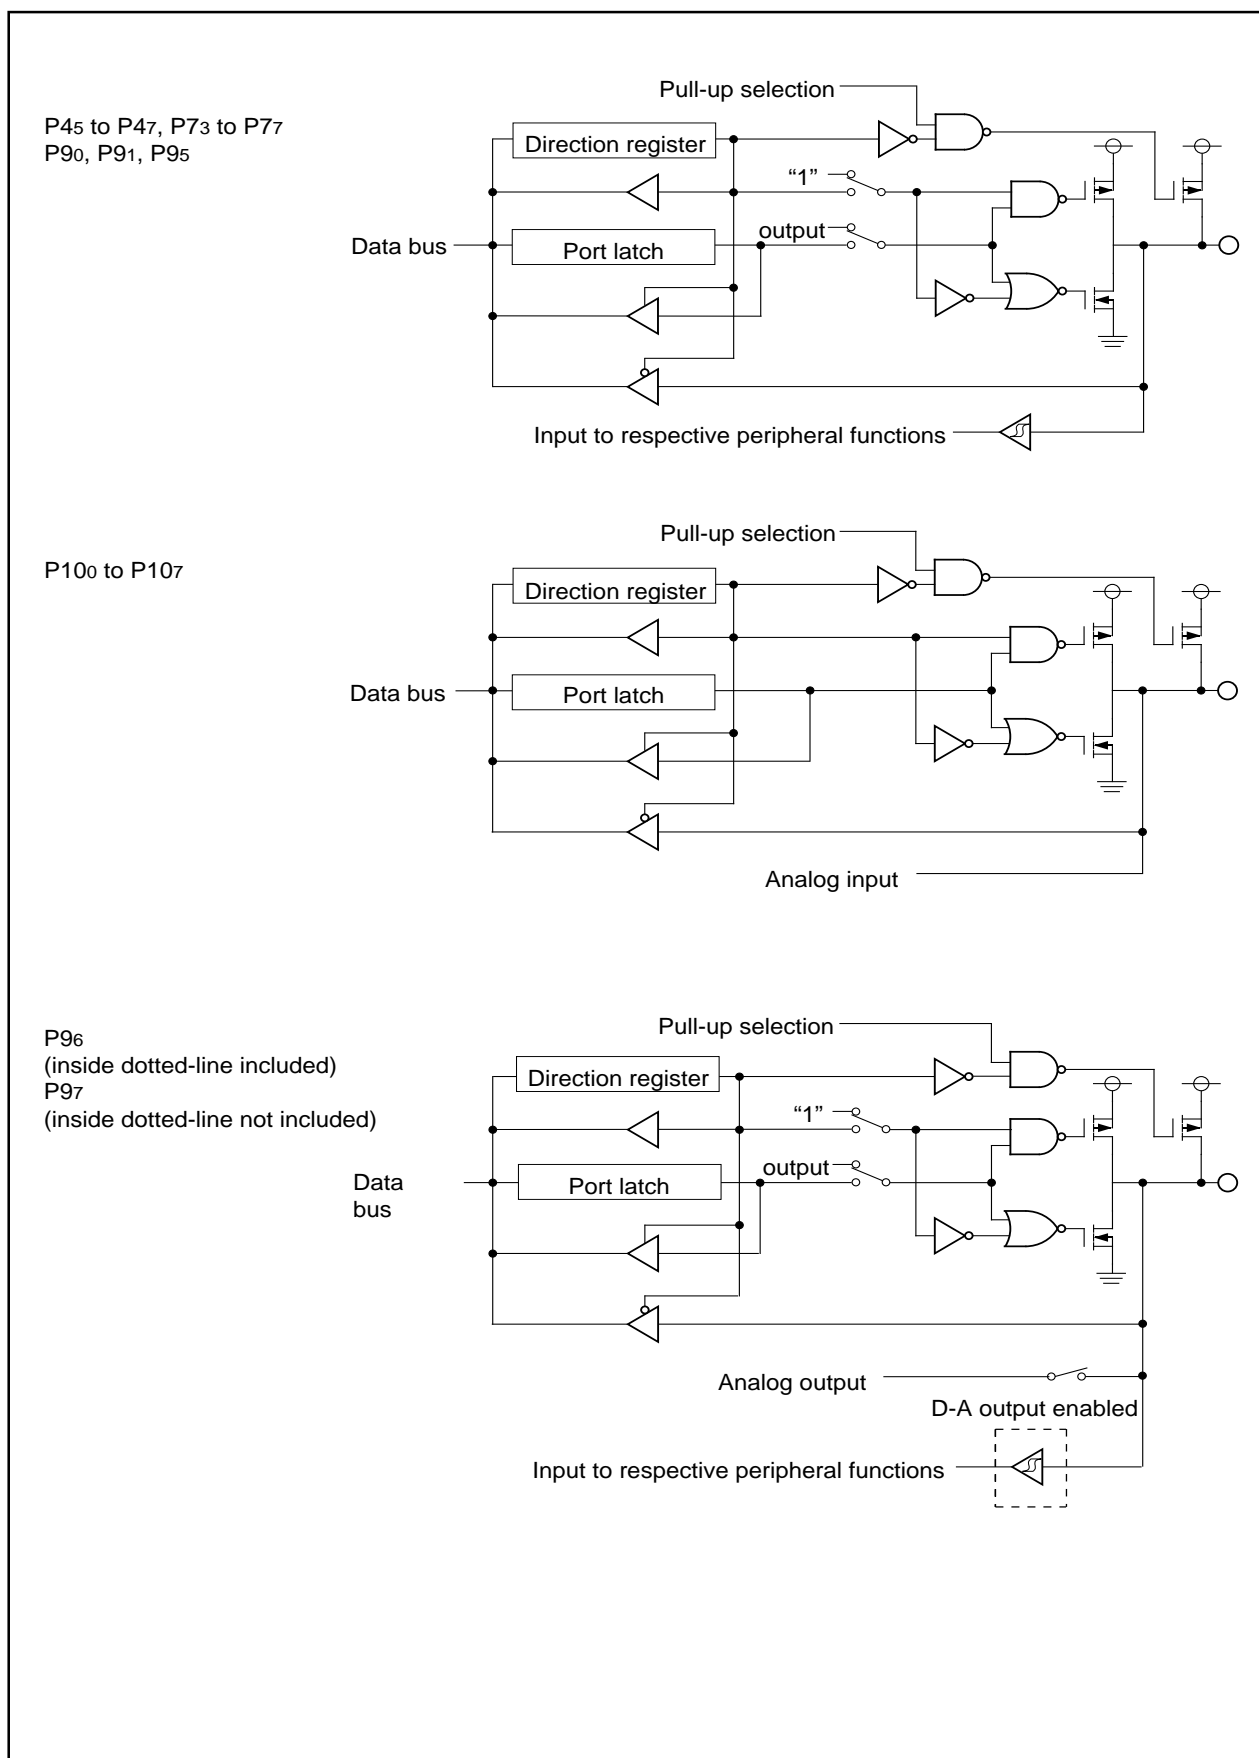 Pull-up selection
P45 to P47, P73 to P77
P90, P91, P95
Direction register
“1”
output
Data bus
Port latch
Input to respective peripheral functions
Pull-up selection
P100 to P107
Direction register
Data bus
Port latch
Analog input
Pull-up selection
P96
(inside dotted-line included)
P97
(inside dotted-line not included)
Direction register
“1”
output
Data
bus
Port latch
Analog output
D-A output enabled
Input to respective peripheral functions